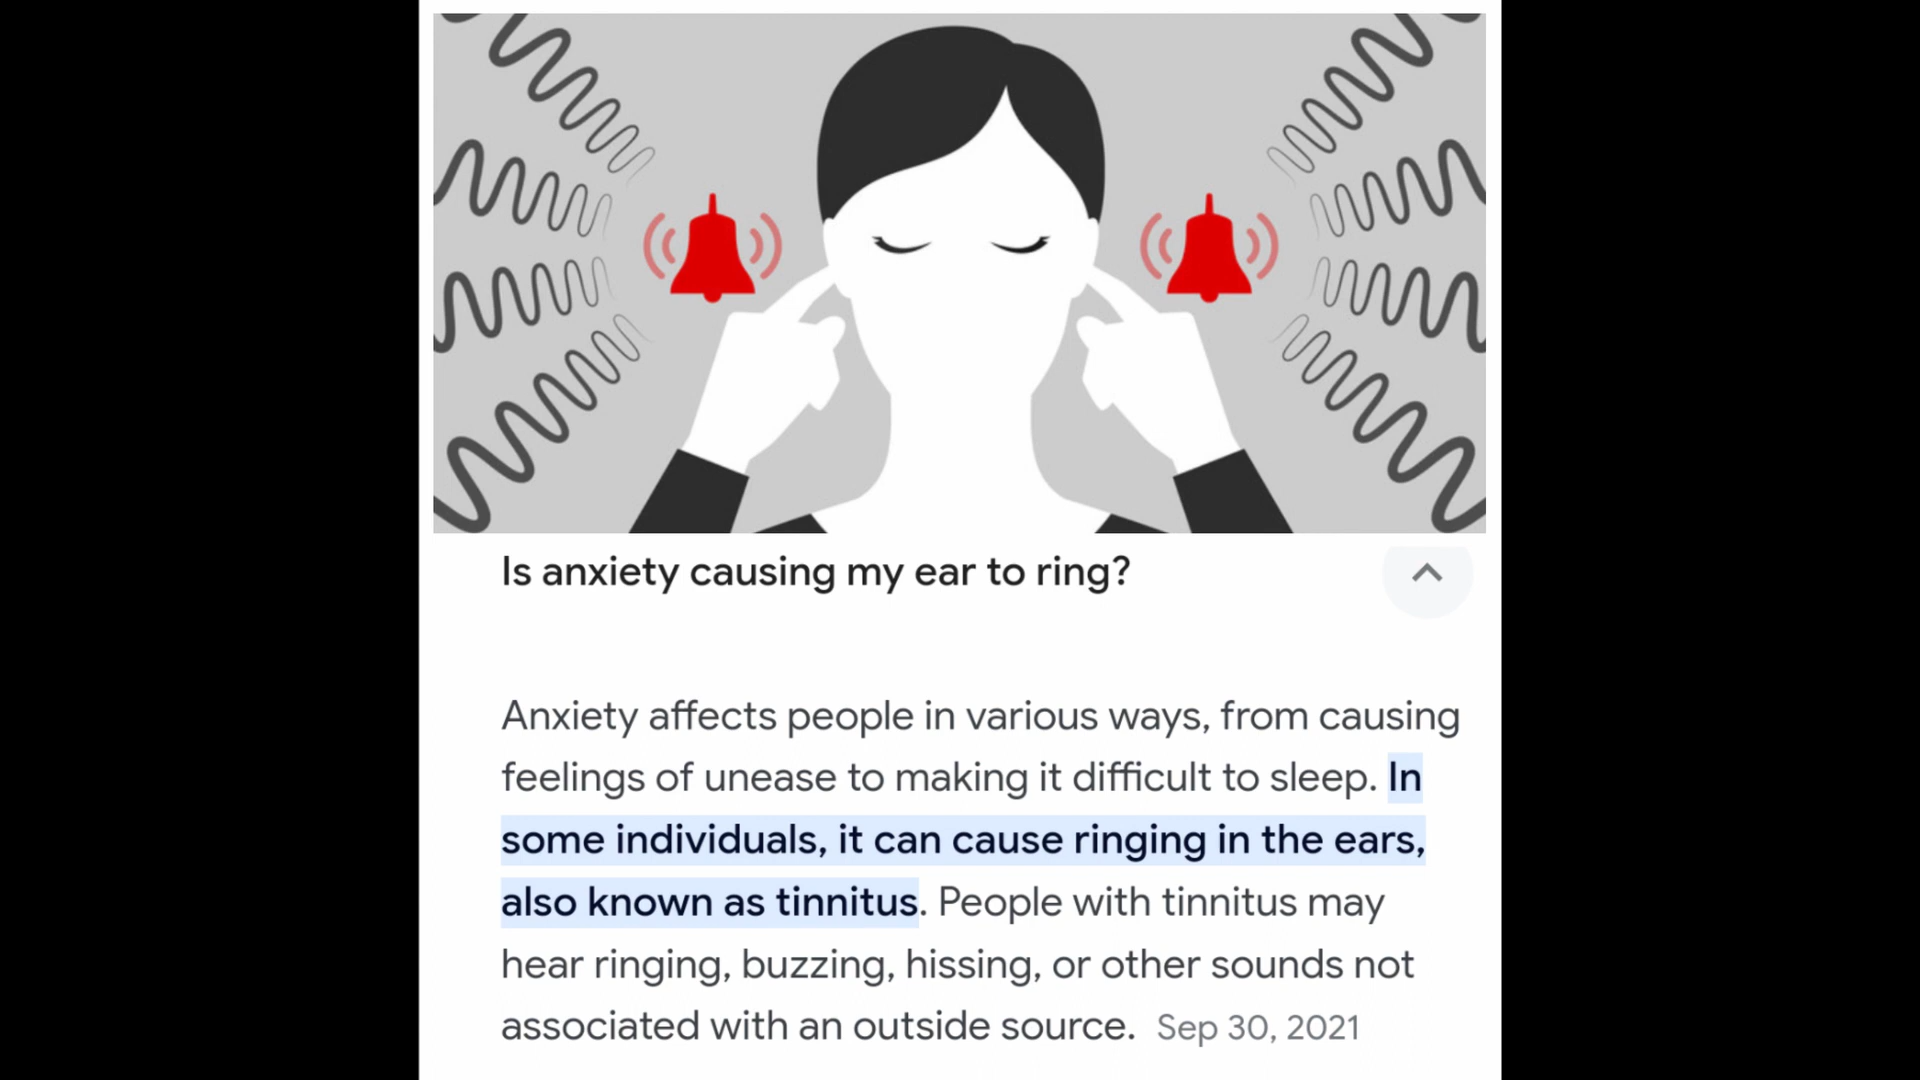 Is anxiety causing my ear to ring?
Anxiety affects people in various ways, from causing
feelings of unease to making it difficult to sleep. In
some individuals, it can cause ringing in the ears,
also known as tinnitus. People with tinnitus may
hear ringing, buzzing, hissing, or other sounds not
associated with an outside source. Sep 30, 2021